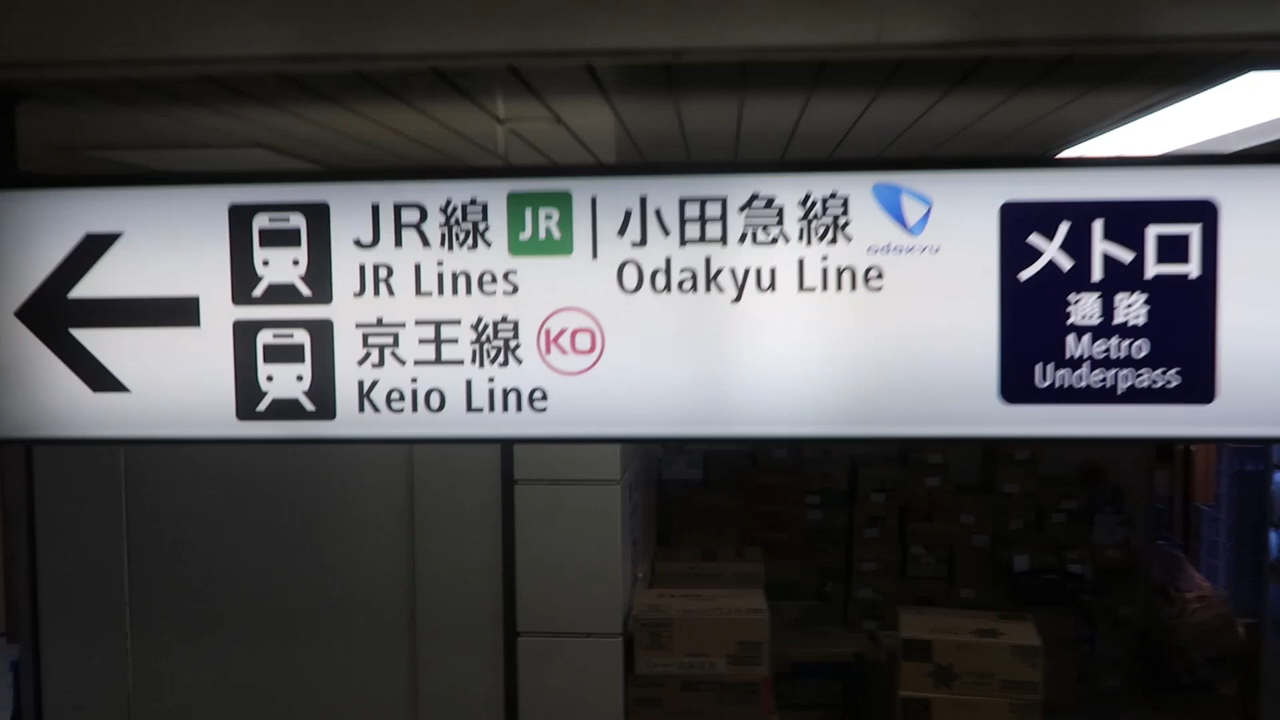 JR線 JR | 小田急線 odakyu
JR Lines Odakyu Line
京王線 KO
Keio Line
メトロ
通路
Metro
Underpass